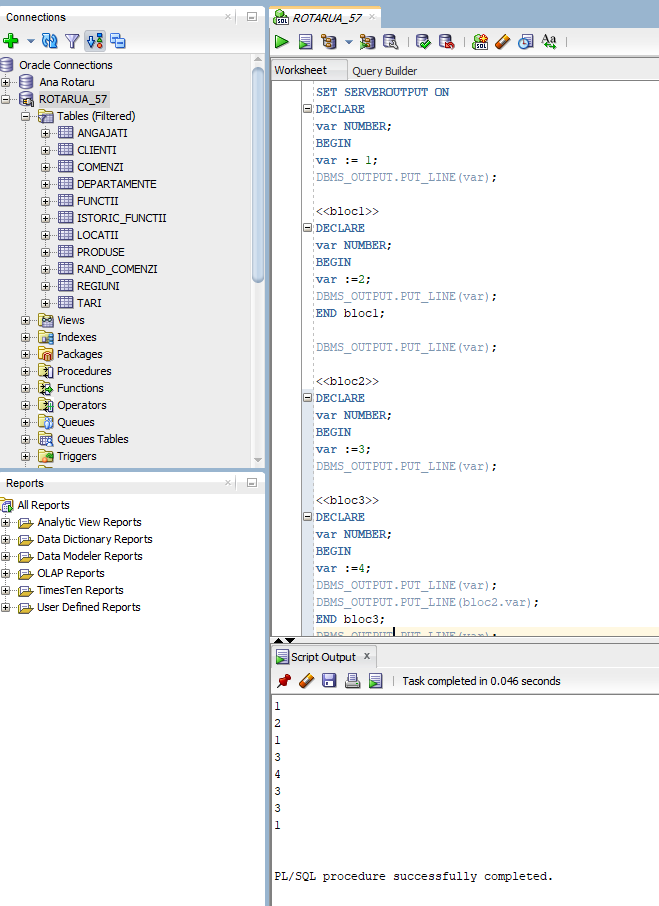 Connections
Oracle Connections
Ana Rotaru
ROTARUA_57
Tables (Filtered)
ANGAJATI
CLIENTI
COMENZI
DEPARTAMENTE
FUNCTII
ISTORIC_FUNCTII
LOCATII
PRODUSE
RAND_COMENZI
REGIUNI
TARI
Views
Indexes
Packages
Procedures
Functions
Operators
Queues
Queues Tables
Triggers
Reports
All Reports
Analytic View Reports
Data Dictionary Reports
Data Modeler Reports
OLAP Reports
TimesTen Reports
User Defined Reports
ROTARUA_57
Worksheet Query Builder
SET SERVEROUTPUT ON
DECLARE
var NUMBER;
BEGIN
var := 1;
DBMS_OUTPUT.PUT_LINE(var);
<<bloc1>>
DECLARE
var NUMBER;
BEGIN
var :=2;
DBMS_OUTPUT.PUT_LINE(var);
END bloc1;
DBMS_OUTPUT.PUT_LINE(var);
<<bloc2>>
DECLARE
var NUMBER;
BEGIN
var :=3;
DBMS_OUTPUT.PUT_LINE(var);
<<bloc3>>
DECLARE
var NUMBER;
BEGIN
var :=4;
DBMS_OUTPUT.PUT_LINE(var);
DBMS_OUTPUT.PUT_LINE(bloc2.var);
END bloc3;
DBMS_OUTPUT.PUT_LINE(var);
Script Output
Task completed in 0.046 seconds
1
2
1
3
4
3
3
1
PL/SQL procedure successfully completed.